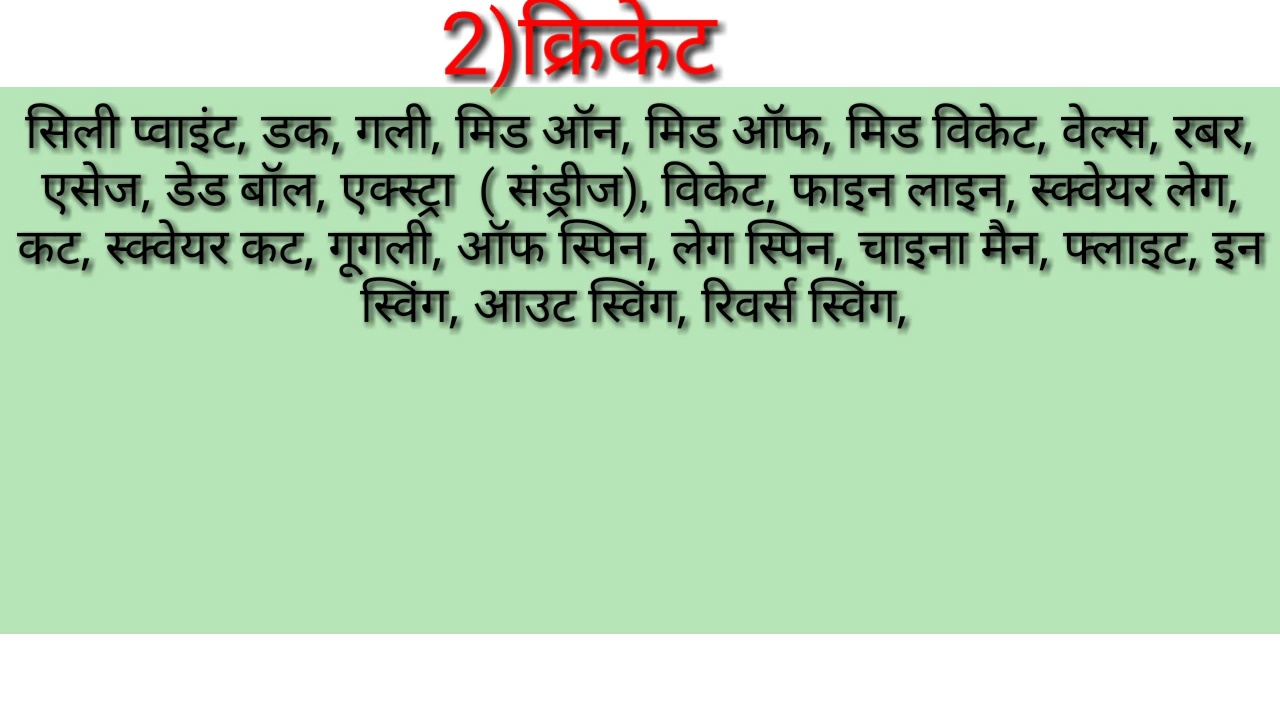 2)क्रिकेट
सिली प्वाइंट, डक, गली, मिड ऑन, मिड ऑफ, मिड विकेट, वेल्स, रबर,
एसेज, डेड बॉल, एक्स्ट्रा  ( संड्रीज), विकेट, फाइन लाइन, स्क्वेयर लेग,
कट, स्क्वेयर कट, गूगली, ऑफ स्पिन, लेग स्पिन, चाइना मैन, फ्लाइट, इन
स्विंग, आउट स्विंग, रिवर्स स्विंग,